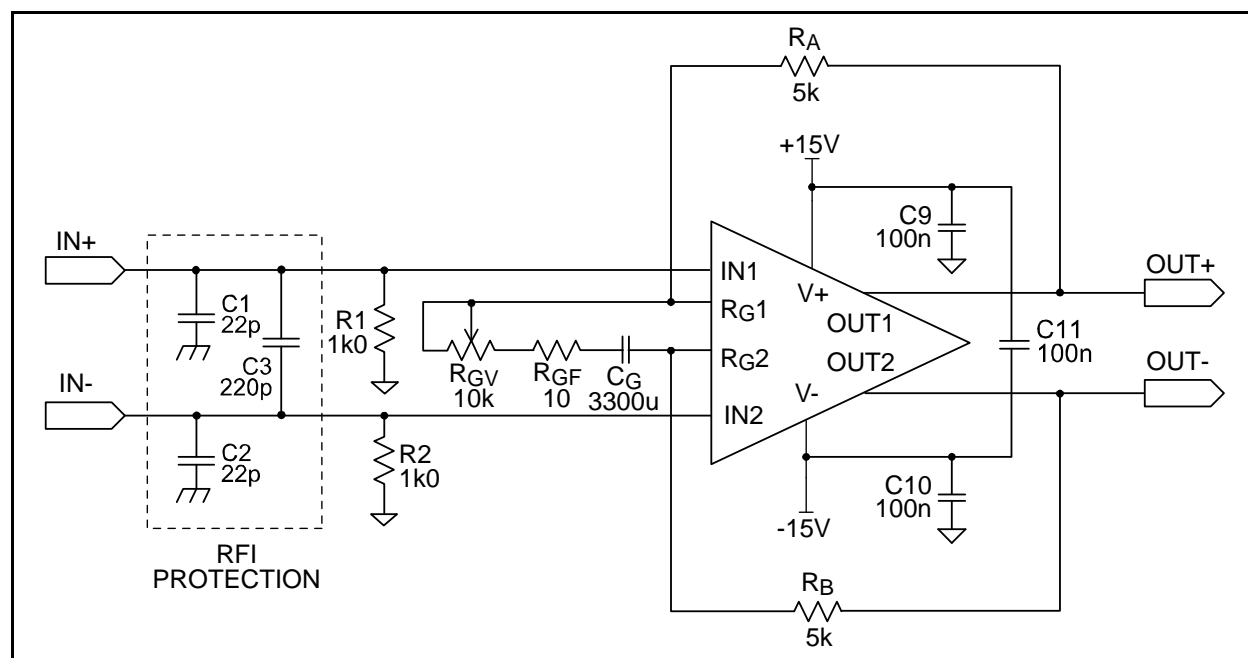 RA
5k
+15V
C9
100n
IN+
IN1
V+
OUT+
C1
22p
R1
1k0
RG1
OUT1
C11
100n
C3
220p
RGV
10k
RGF
10
CG
3300u
RG2
OUT2
OUT-
IN-
V-
IN2
C2
22p
R2
1k0
C10
100n
-15V
RFI
PROTECTION
RB
5k